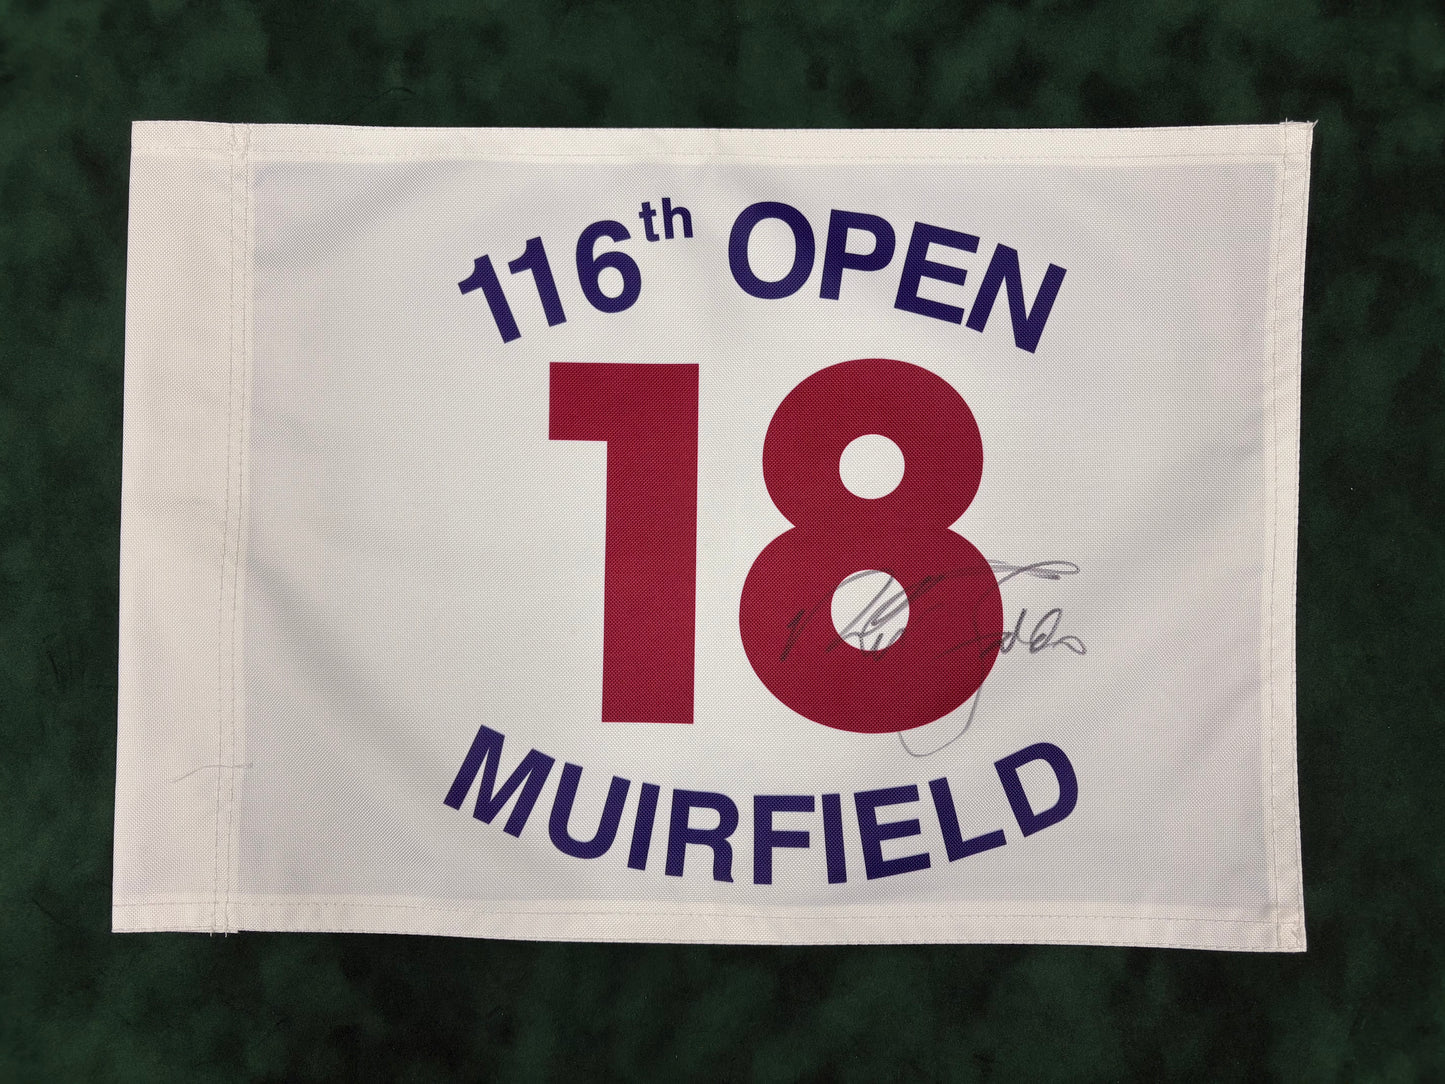 116th OPEN
18
MUIRFIELD